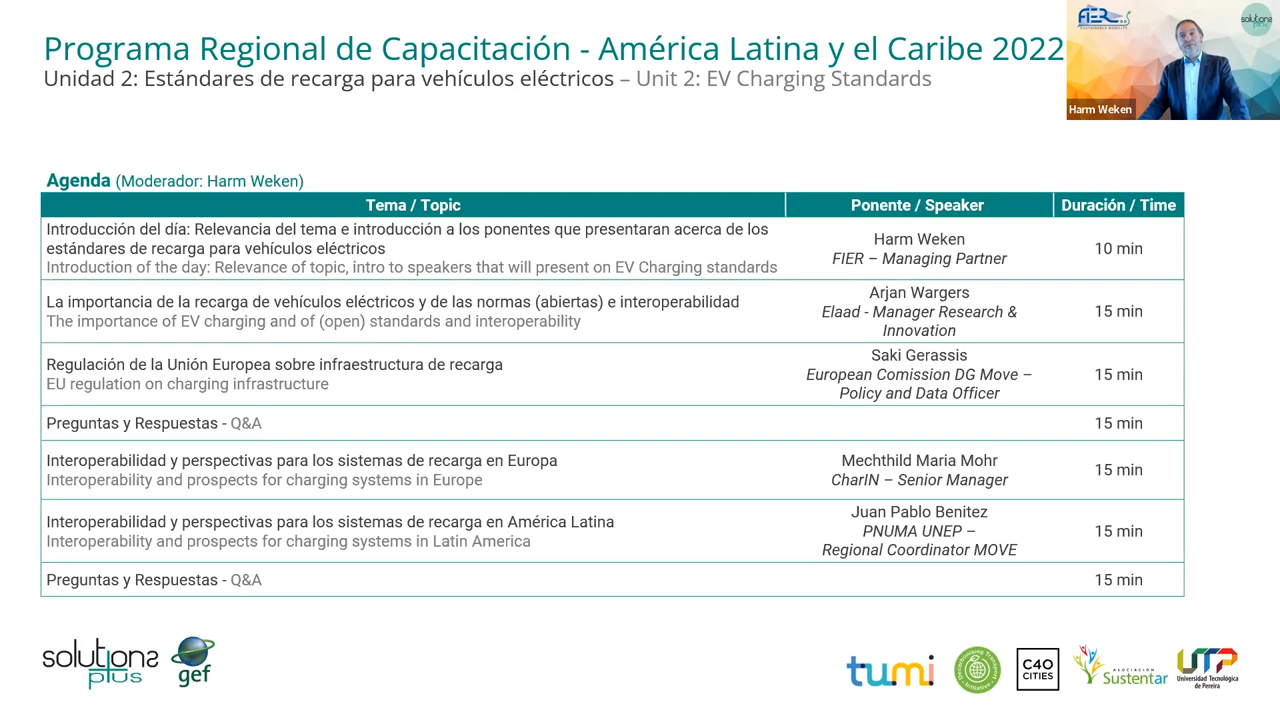 Programa Regional de Capacitación - América Latina y el Caribe 2022
Unidad 2: Estándares de recarga para vehículos eléctricos – Unit 2: EV Charging Standards
FIER
SUSTAINABLE MOBILITY
solutions
plus
Harm Weken
Agenda (Moderador: Harm Weken)
Tema / Topic
Ponente / Speaker
Duración / Time
Introducción del día: Relevancia del tema e introducción a los ponentes que presentaran acerca de los
estándares de recarga para vehículos eléctricos
Introduction of the day: Relevance of topic, intro to speakers that will present on EV Charging standards
Harm Weken
FIER – Managing Partner
10 min
La importancia de la recarga de vehículos eléctricos y de las normas (abiertas) e interoperabilidad
The importance of EV charging and of (open) standards and interoperability
Arjan Wargers
Elaad - Manager Research &
Innovation
15 min
Regulación de la Unión Europea sobre infraestructura de recarga
EU regulation on charging infrastructure
Saki Gerassis
European Comission DG Move –
Policy and Data Officer
15 min
Preguntas y Respuestas - Q&A
15 min
Interoperabilidad y perspectivas para los sistemas de recarga en Europa
Interoperability and prospects for charging systems in Europe
Mechthild Maria Mohr
CharIN – Senior Manager
15 min
Interoperabilidad y perspectivas para los sistemas de recarga en América Latina
Interoperability and prospects for charging systems in Latin America
Juan Pablo Benitez
PNUMA UNEP –
Regional Coordinator MOVE
15 min
Preguntas y Respuestas - Q&A
15 min
solutions
plus
gef
tumi
Decarbonising Transport
Initiative
C40
CITIES
ASOCIACIÓN
Sustentar
UTP
Universidad Tecnológica
de Pereira